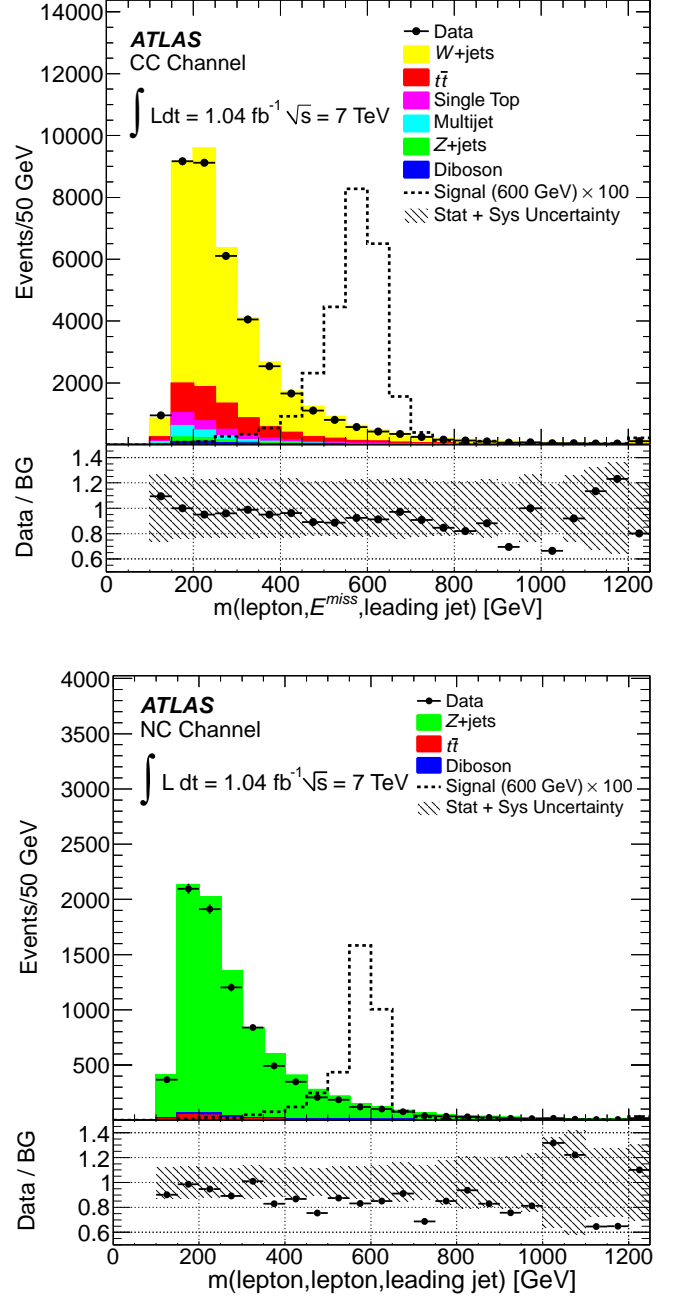 ATLAS
CC Channel
∫ Ldt = 1.04 fb⁻¹ √s = 7 TeV
Data
W+jets
tt̄
Single Top
Multijet
Z+jets
Diboson
Signal (600 GeV) × 100
Stat + Sys Uncertainty
Events/50 GeV
14000
12000
10000
8000
6000
4000
2000
Data / BG
1.4
1.2
1
0.8
0.6
0 200 400 600 800 1000 1200
m(lepton,E^miss,leading jet) [GeV]
ATLAS
NC Channel
∫ L dt = 1.04 fb⁻¹ √s = 7 TeV
Data
Z+jets
tt̄
Diboson
Signal (600 GeV) × 100
Stat + Sys Uncertainty
Events/50 GeV
4000
3500
3000
2500
2000
1500
1000
500
Data / BG
1.4
1.2
1
0.8
0.6
0 200 400 600 800 1000 1200
m(lepton,lepton,leading jet) [GeV]